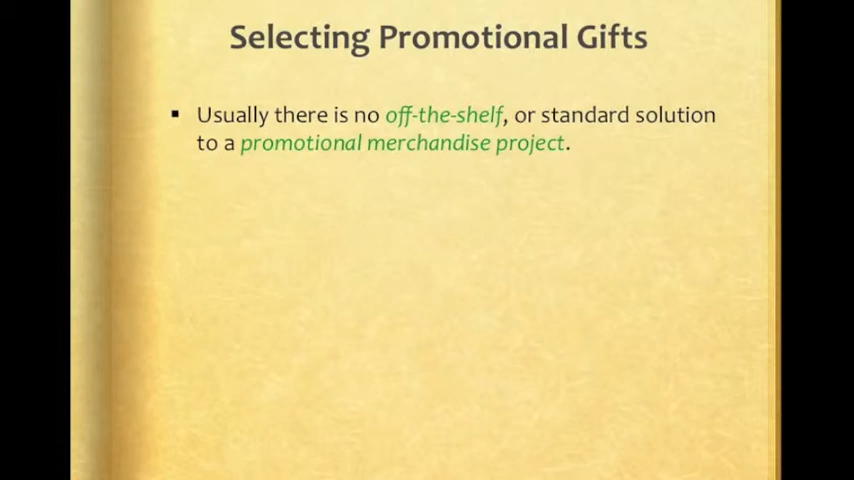 Selecting Promotional Gifts
▪ Usually there is no off-the-shelf, or standard solution
to a promotional merchandise project.